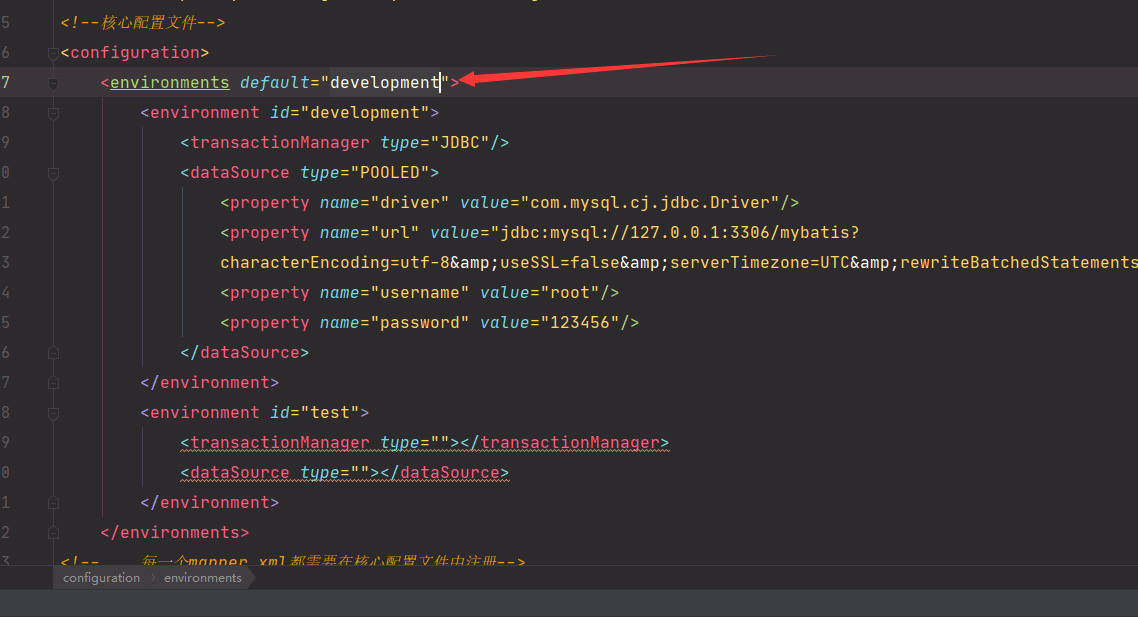 5 <!--核心配置文件-->
6 <configuration>
7 <environments default="development">
8 <environment id="development">
9 <transactionManager type="JDBC"/>
0 <dataSource type="POOLED">
1 <property name="driver" value="com.mysql.cj.jdbc.Driver"/>
2 <property name="url" value="jdbc:mysql://127.0.0.1:3306/mybatis?
3 characterEncoding=utf-8&amp;useSSL=false&amp;serverTimezone=UTC&amp;rewriteBatchedStatements
4 <property name="username" value="root"/>
5 <property name="password" value="123456"/>
6 </dataSource>
7 </environment>
8 <environment id="test">
9 <transactionManager type=""></transactionManager>
0 <dataSource type=""></dataSource>
1 </environment>
2 </environments>
3 <!-- 每一个mapper.xml都需要在核心配置文件中注册-->
configuration › environments